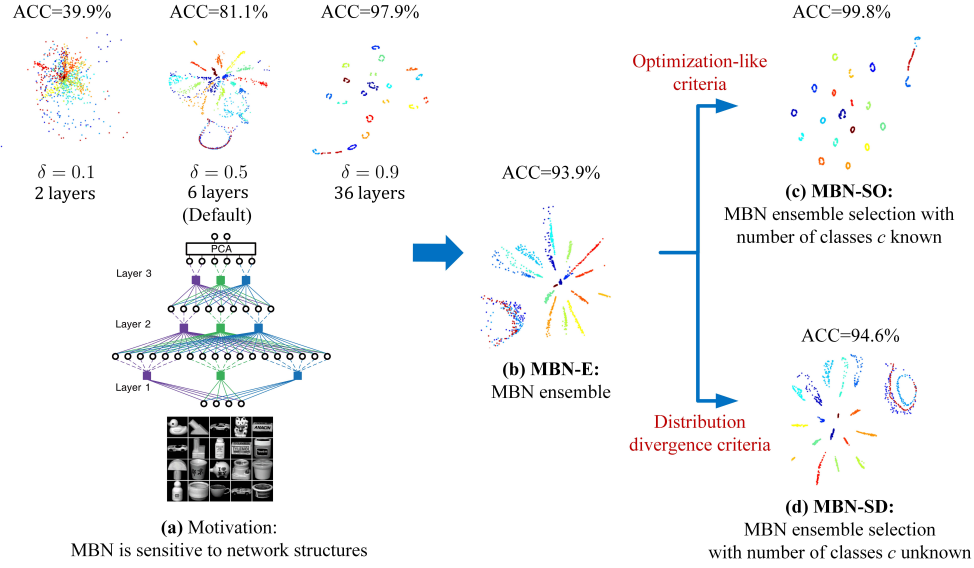 ACC=39.9%
ACC=81.1%
ACC=97.9%
δ = 0.1
2 layers
δ = 0.5
6 layers
(Default)
δ = 0.9
36 layers
PCA
Layer 3
Layer 2
Layer 1
(a) Motivation:
MBN is sensitive to network structures
ACC=93.9%
(b) MBN-E:
MBN ensemble
Optimization-like
criteria
Distribution
divergence criteria
ACC=99.8%
(c) MBN-SO:
MBN ensemble selection with
number of classes c known
ACC=94.6%
(d) MBN-SD:
MBN ensemble selection
with number of classes c unknown